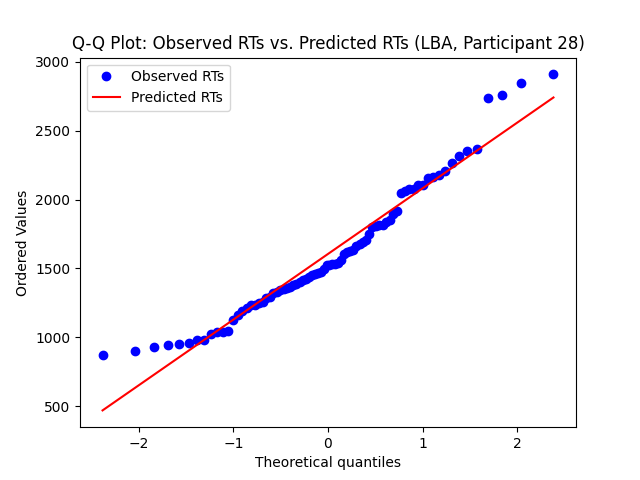 Q-Q Plot: Observed RTs vs. Predicted RTs (LBA, Participant 28)
Observed RTs
Predicted RTs
3000
2500
2000
1500
1000
500
Ordered Values
−2
−1
0
1
2
Theoretical quantiles